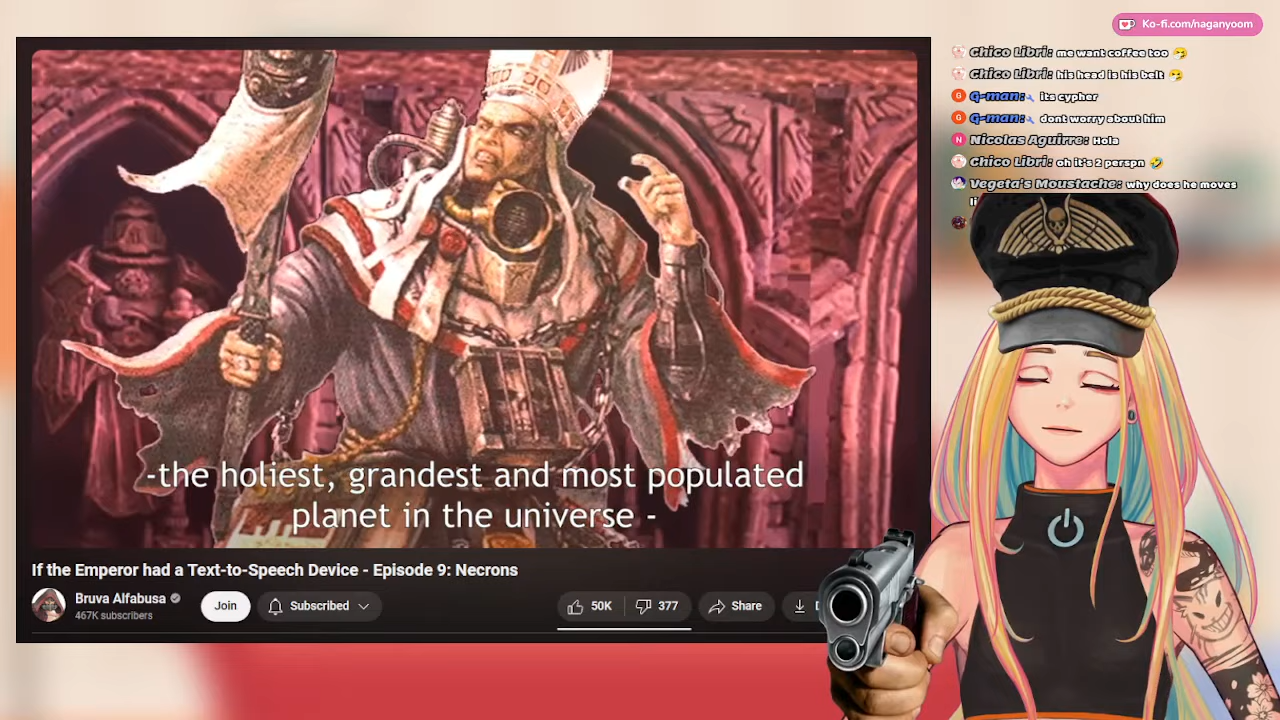 Ko-fi.com/naganyoom
Chico Libri: me want coffee too
Chico Libri: his head is his belt
G-man: its cypher
G-man: dont worry about him
Nicolas Aguirre: Hola
Chico Libri: oh it's 2 perspn
Vegeta's Moustache: why does he moves
-the holiest, grandest and most populated
planet in the universe -
If the Emperor had a Text-to-Speech Device - Episode 9: Necrons
Bruva Alfabusa
467K subscribers
Join
Subscribed
50K
377
Share